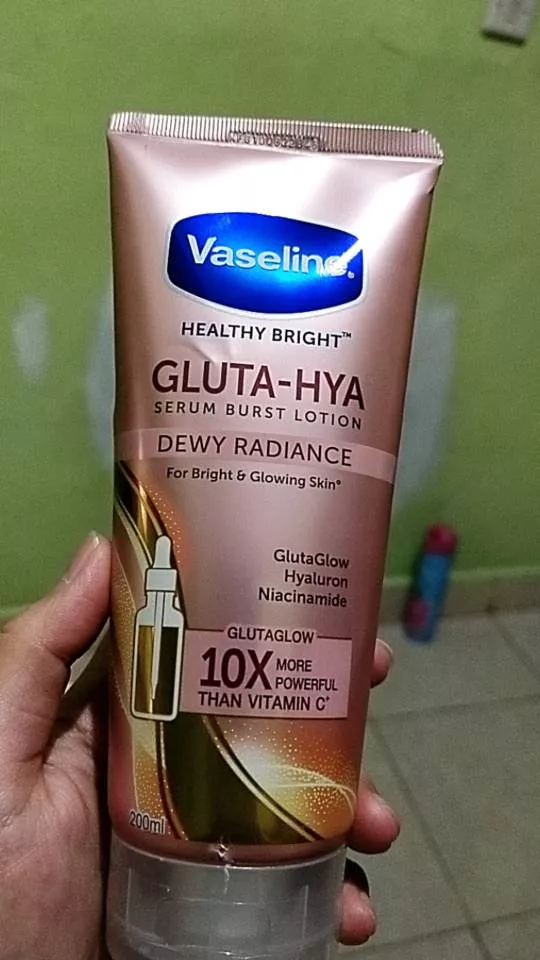 Vaseline®
HEALTHY BRIGHT™
GLUTA-HYA
SERUM BURST LOTION
DEWY RADIANCE
For Bright & Glowing Skin°
GlutaGlow
Hyaluron
Niacinamide
GLUTAGLOW
10X MORE
POWERFUL
THAN VITAMIN C*
200ml